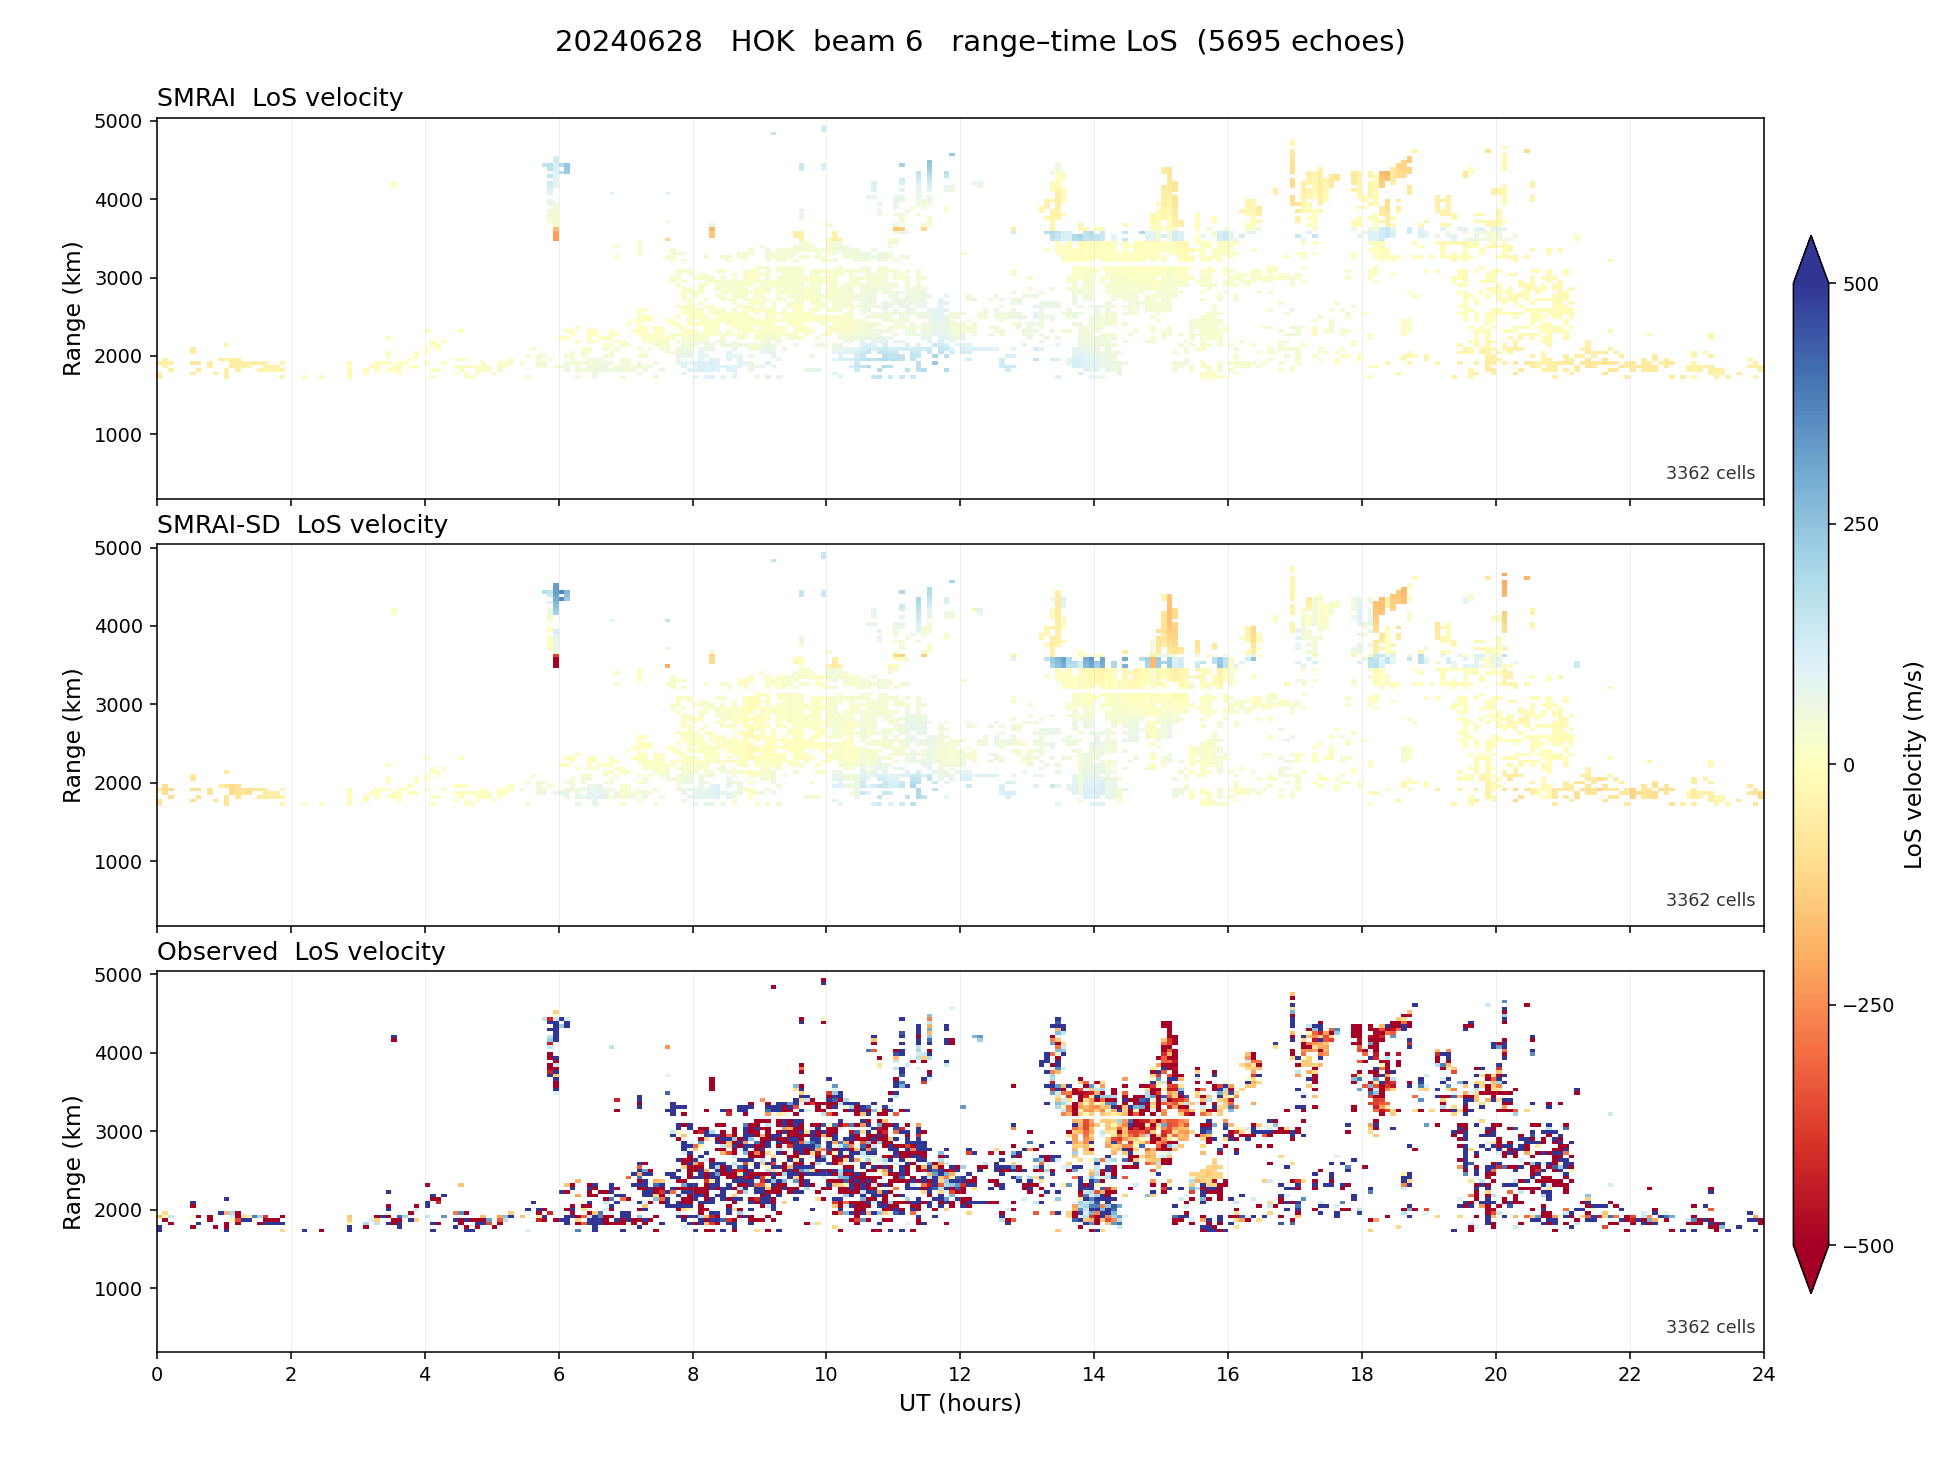 20240628   HOK  beam 6   range–time LoS  (5695 echoes)
SMRAI  LoS velocity
5000
4000
3000
2000
1000
Range (km)
3362 cells
SMRAI-SD  LoS velocity
5000
4000
3000
2000
1000
Range (km)
3362 cells
Observed  LoS velocity
5000
4000
3000
2000
1000
Range (km)
3362 cells
0 2 4 6 8 10 12 14 16 18 20 22 24
UT (hours)
500
250
0
−250
−500
LoS velocity (m/s)